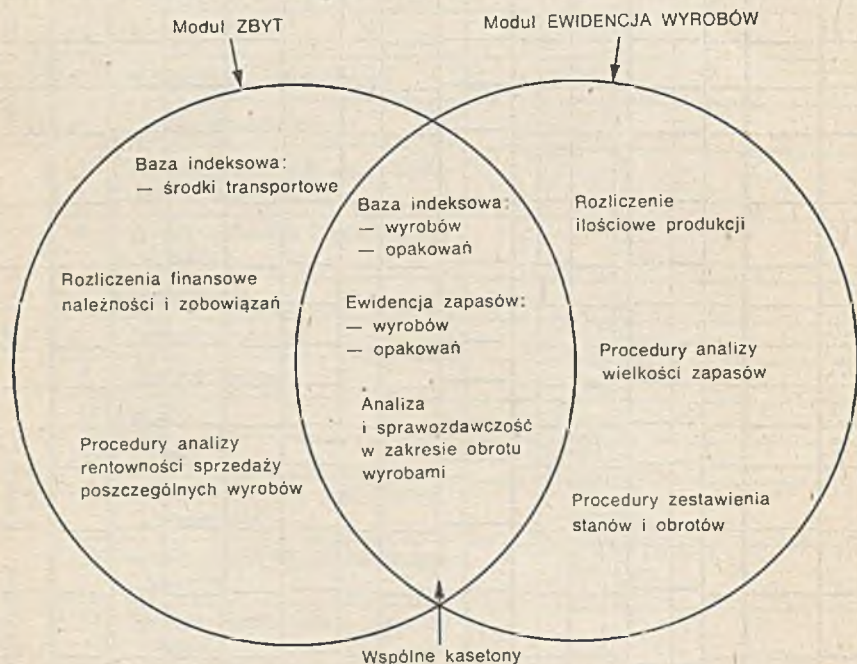 Moduł ZBYT
Moduł EWIDENCJA WYROBÓW
Baza indeksowa:
— środki transportowe
Rozliczenia finansowe
należności i zobowiązań
Procedury analizy
rentowności sprzedaży
poszczególnych wyrobów
Baza indeksowa:
— wyrobów
— opakowań
Ewidencja zapasów:
— wyrobów
— opakowań
Analiza
i sprawozdawczość
w zakresie obrotu
wyrobami
Rozliczenie
ilościowe produkcji
Procedury analizy
wielkości zapasów
Procedury zestawienia
stanów i obrotów
Wspólne kasetony